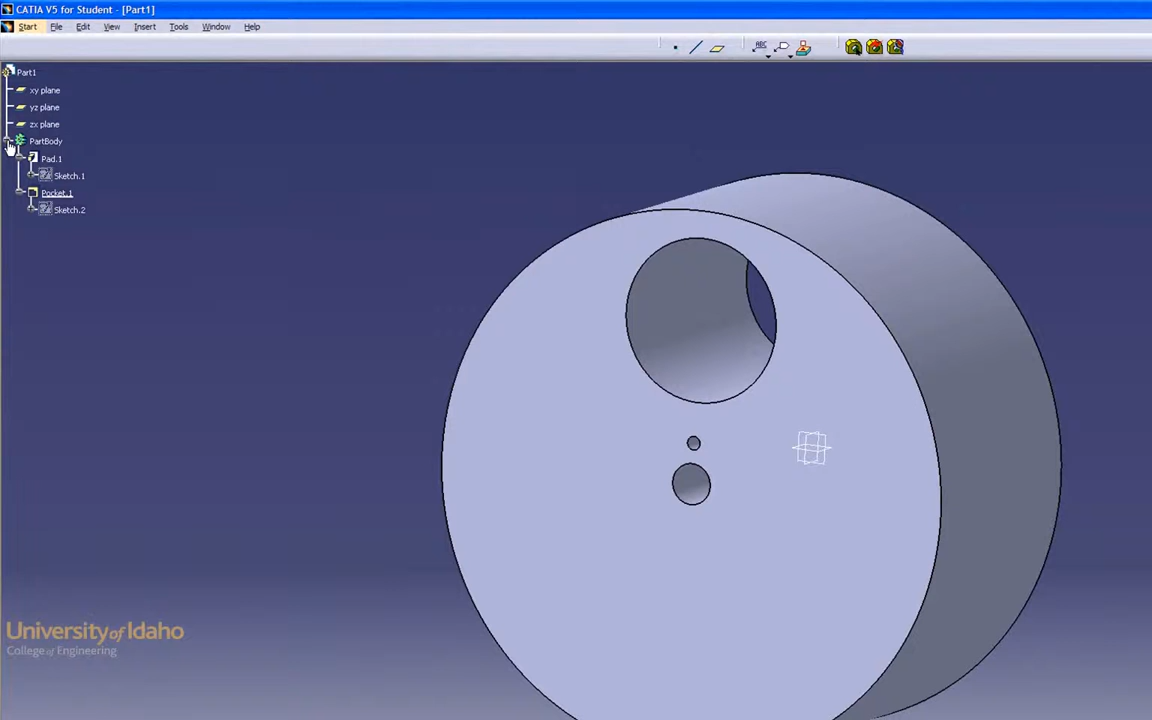 CATIA V5 for Student - [Part1]
Start File Edit View Insert Tools Window Help
ABC
Part1
xy plane
yz plane
zx plane
PartBody
Pad.1
Sketch.1
Pocket.1
Sketch.2
University of Idaho
College of Engineering